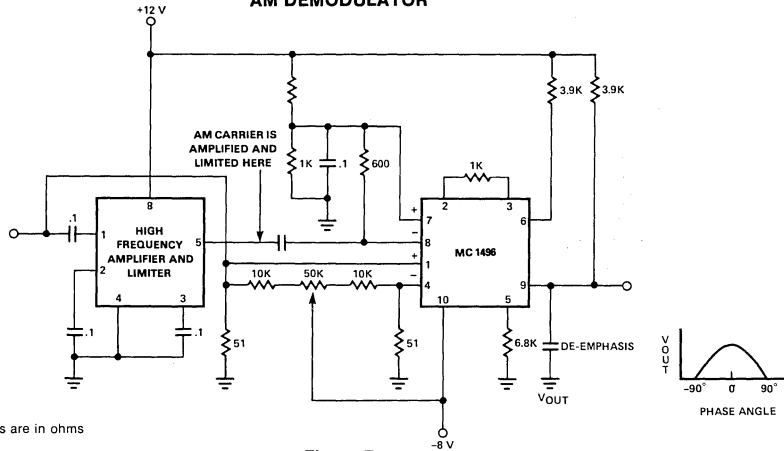 AM DEMODULATOR
+12 V
3.9K
3.9K
AM CARRIER IS
AMPLIFIED AND
LIMITED HERE
1K
.1
600
1K
.1
8
HIGH
FREQUENCY
AMPLIFIER AND
LIMITER
1
2
5
4
3
.1
.1
+
7
−
8
+
1
−
4
2
3
6
MC 1496
9
10
5
10K
50K
10K
51
51
6.8K
DE-EMPHASIS
VOUT
−8 V
VOUT
−90°
0
90°
PHASE ANGLE
s are in ohms